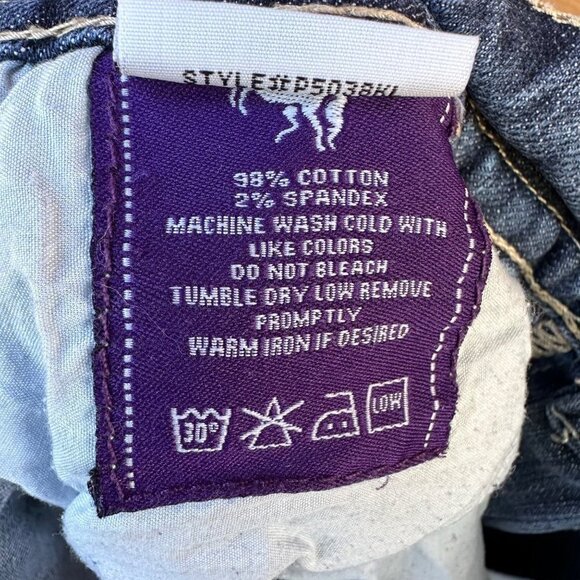 STYLE#P5038KL
98% COTTON
2% SPANDEX
MACHINE WASH COLD WITH
LIKE COLORS
DO NOT BLEACH
TUMBLE DRY LOW REMOVE
PROMPTLY
WARM IRON IF DESIRED
30° LOW